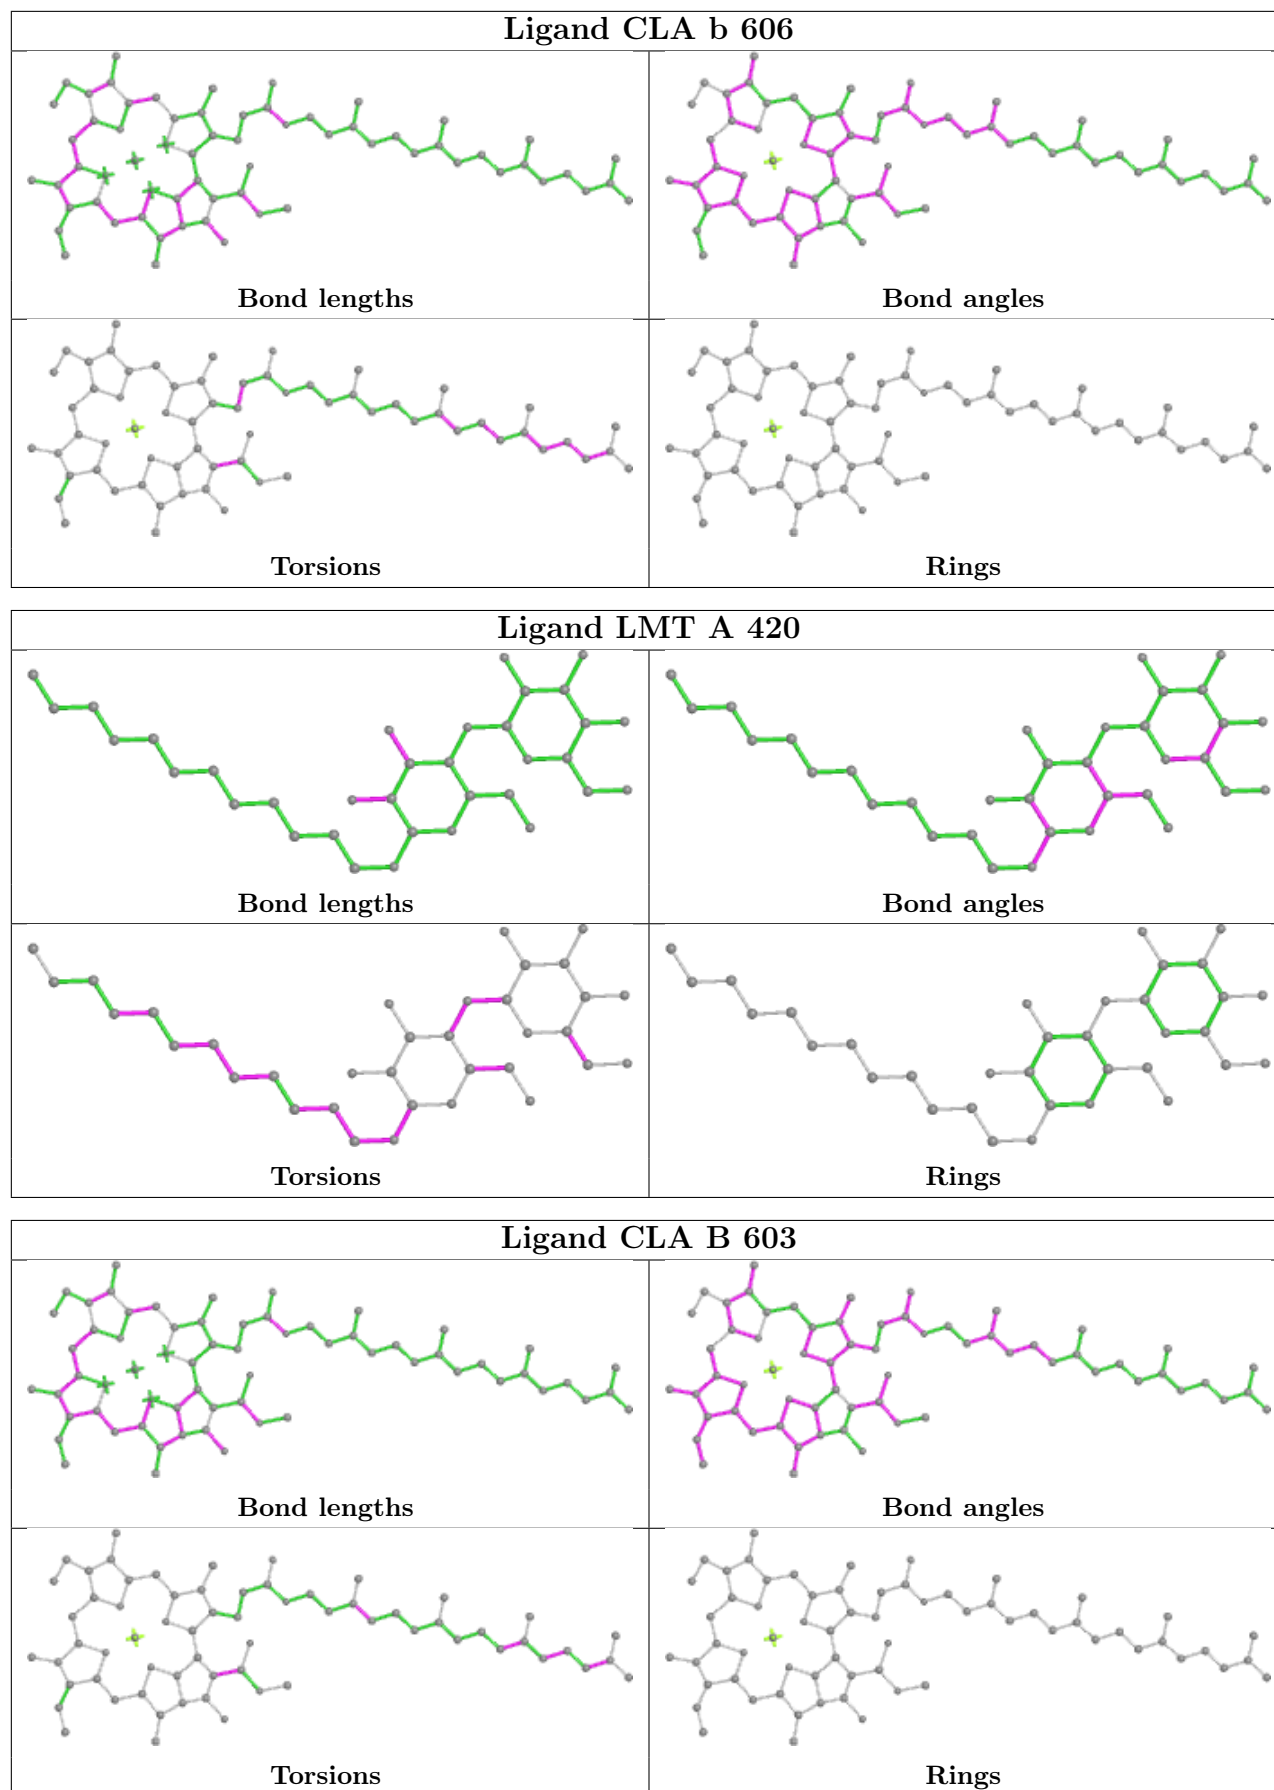 Ligand CLA b 606
Bond lengths
Bond angles
Torsions
Rings
Ligand LMT A 420
Bond lengths
Bond angles
Torsions
Rings
Ligand CLA B 603
Bond lengths
Bond angles
Torsions
Rings